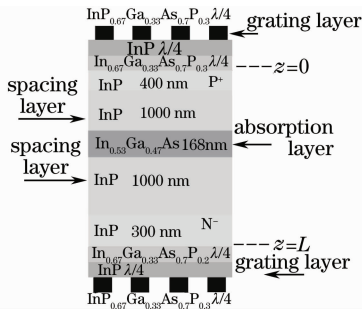 InP₀.₆₇Ga₀.₃₃As₀.₇P₀.₃λ/4
grating layer
InP λ/4
In₀.₆₇Ga₀.₃₃As₀.₇P₀.₃λ/4
z=0
InP 400 nm P⁺
spacing layer
InP 1000 nm
In₀.₅₃Ga₀.₄₇As 168nm
absorption layer
spacing layer
InP 1000 nm
InP 300 nm N⁻
z=L
In₀.₆₇Ga₀.₃₃As₀.₇P₀.₂λ/4
grating layer
InPλ/4
InP₀.₆₇Ga₀.₃₃As₀.₇P₀.₃λ/4